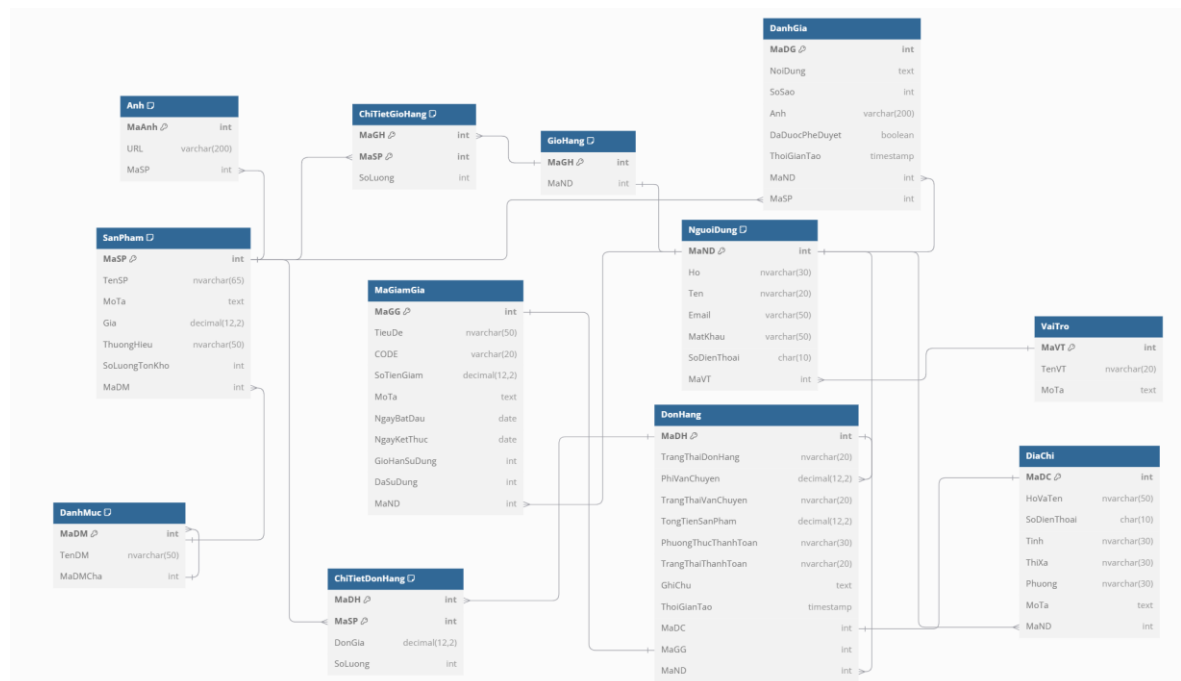 DanhGia
MaDG int
NoiDung text
SoSao int
Anh varchar(200)
DaDuocPheDuyet boolean
ThoiGianTao timestamp
MaND int
MaSP int
Anh
MaAnh int
URL varchar(200)
MaSP int
ChiTietGioHang
MaGH int
MaSP int
SoLuong int
GioHang
MaGH int
MaND int
SanPham
MaSP int
TenSP nvarchar(65)
MoTa text
Gia decimal(12,2)
ThuongHieu nvarchar(50)
SoLuongTonKho int
MaDM int
NguoiDung
MaND int
Ho nvarchar(30)
Ten nvarchar(20)
Email varchar(50)
MatKhau varchar(50)
SoDienThoai char(10)
MaVT int
MaGiamGia
MaGG int
TieuDe nvarchar(50)
CODE varchar(20)
SoTienGiam decimal(12,2)
MoTa text
NgayBatDau date
NgayKetThuc date
GioHanSuDung int
DaSuDung int
MaND int
VaiTro
MaVT int
TenVT nvarchar(20)
MoTa text
DonHang
MaDH int
TrangThaiDonHang nvarchar(20)
PhiVanChuyen decimal(12,2)
TrangThaiVanChuyen nvarchar(20)
TongTienSanPham decimal(12,2)
PhuongThucThanhToan nvarchar(30)
TrangThaiThanhToan nvarchar(20)
GhiChu text
ThoiGianTao timestamp
MaDC int
MaGG int
MaND int
DiaChi
MaDC int
HoVaTen nvarchar(50)
SoDienThoai char(10)
Tinh nvarchar(30)
ThiXa nvarchar(30)
Phuong nvarchar(30)
MoTa text
MaND int
DanhMuc
MaDM int
TenDM nvarchar(50)
MaDMCha int
ChiTietDonHang
MaDH int
MaSP int
DonGia decimal(12,2)
SoLuong int